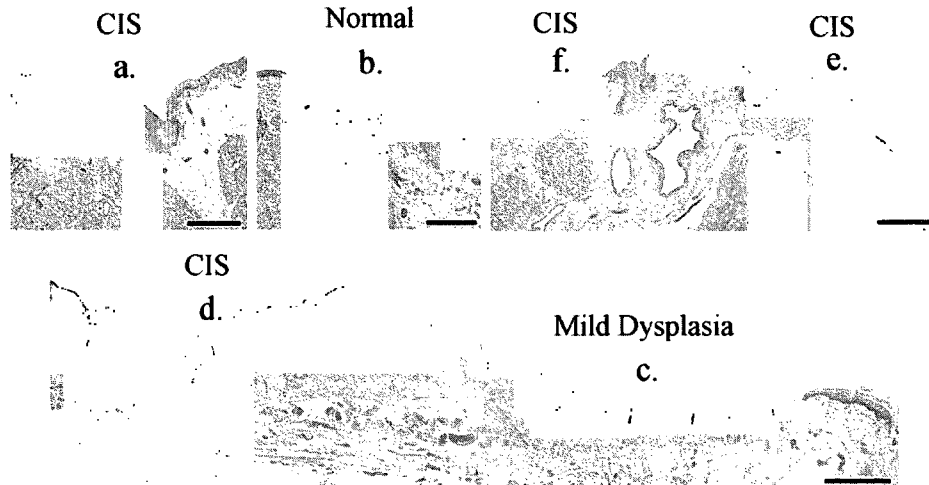 CIS
a.
Normal
b.
CIS
f.
CIS
e.
CIS
d.
Mild Dysplasia
c.